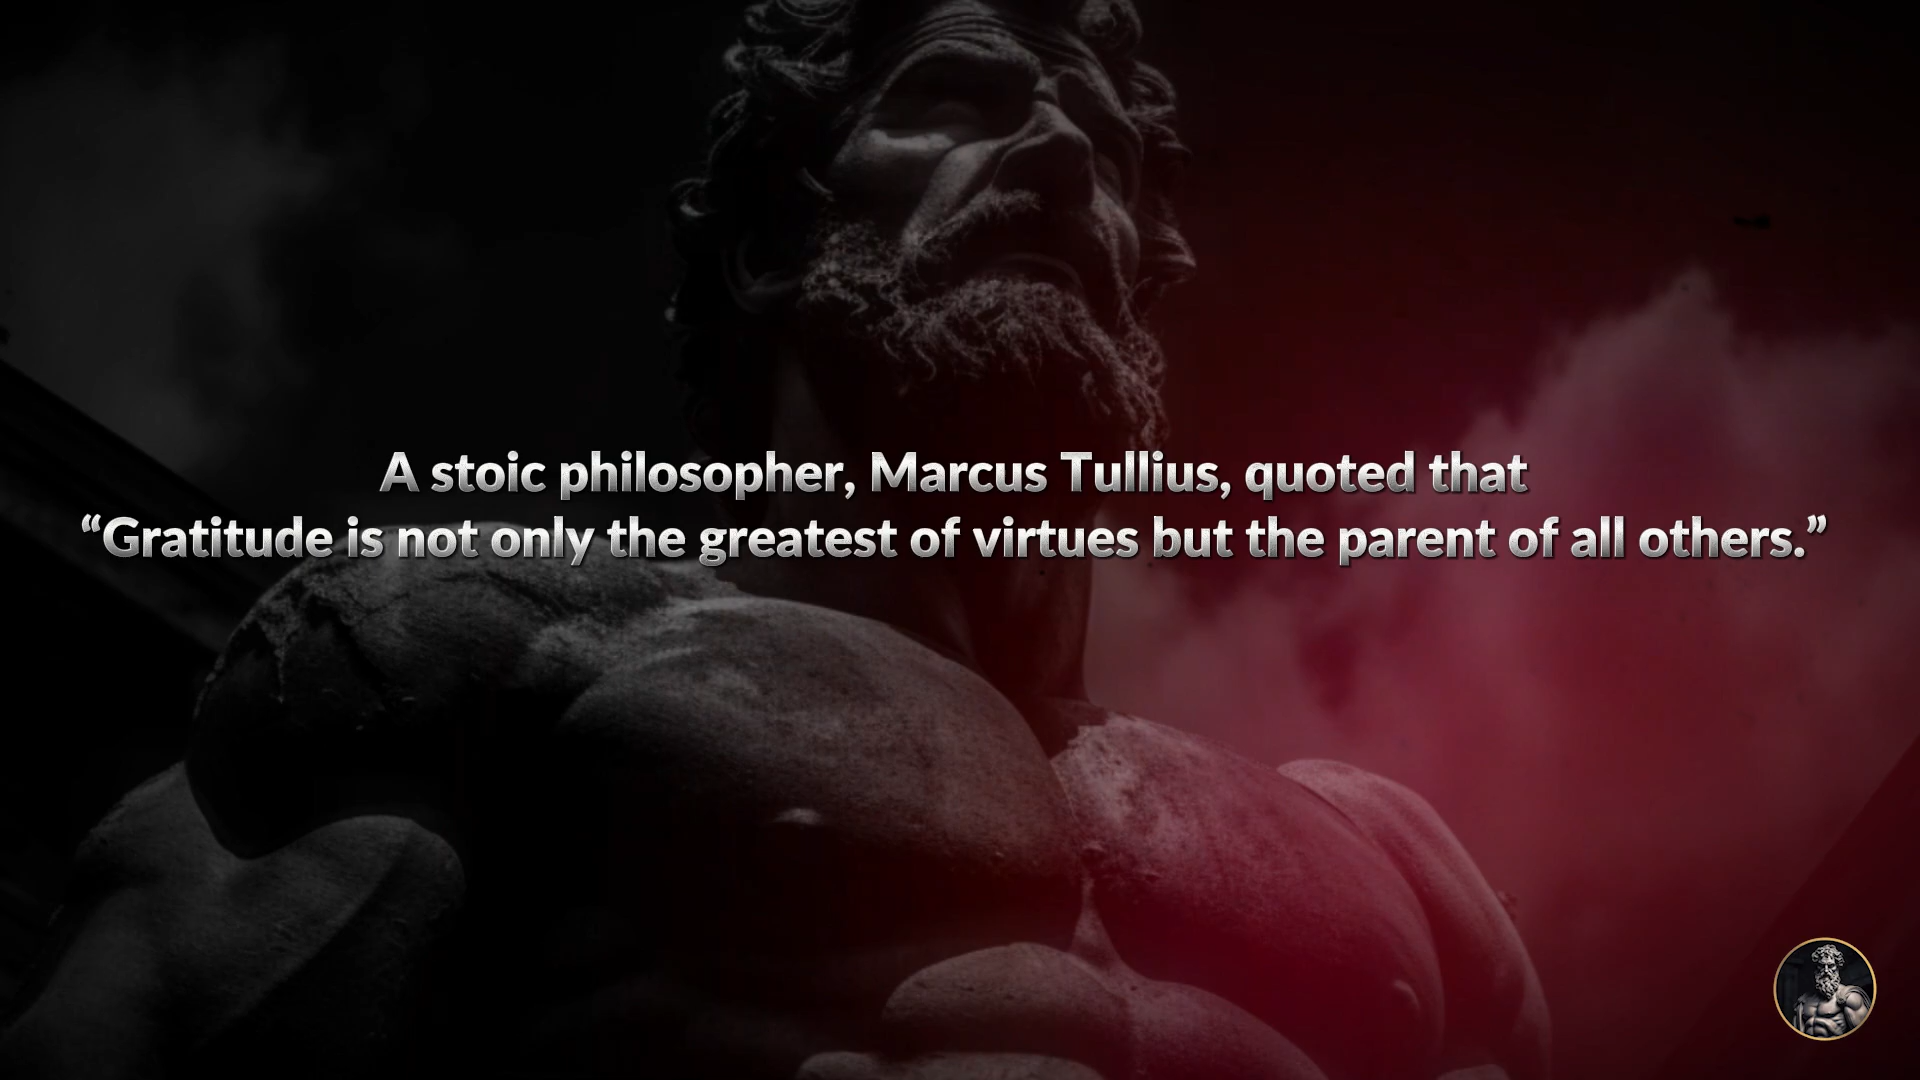 A stoic philosopher, Marcus Tullius, quoted that
“Gratitude is not only the greatest of virtues but the parent of all others.”